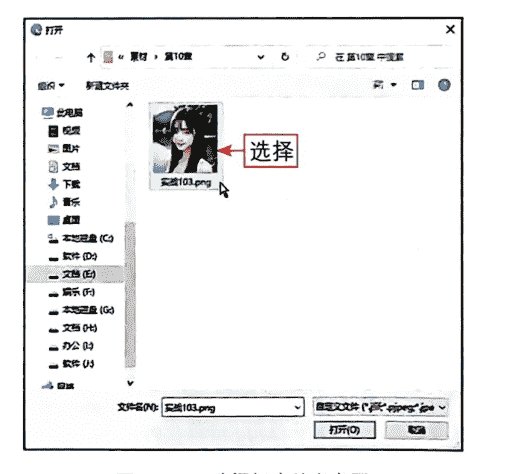 打开
« 素材 › 第10章
在 第10章 中搜索
组织 新建文件夹
此电脑
视频
图片
文档
下载
音乐
桌面
本地磁盘 (C:)
软件 (D:)
文档 (E:)
娱乐 (F:)
本地磁盘 (G:)
文档 (H:)
办公 (I:)
软件 (J:)
网络
选择
实战103.png
文件名(N): 实战103.png
自定义文件
打开(O) 取消